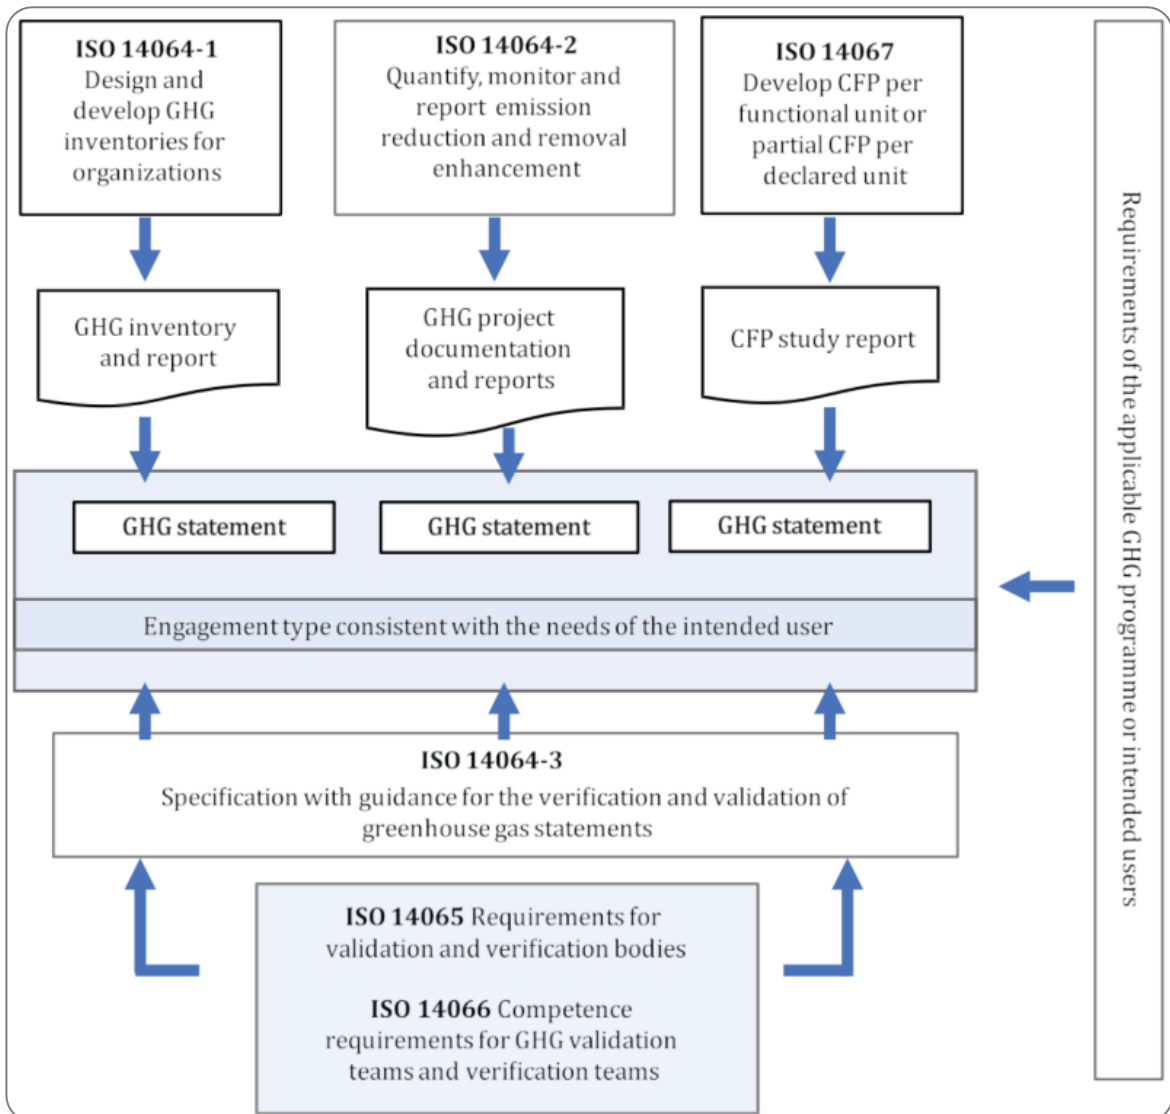 ISO 14064-1
Design and
develop GHG
inventories for
organizations
ISO 14064-2
Quantify, monitor and
report emission
reduction and removal
enhancement
ISO 14067
Develop CFP per
functional unit or
partial CFP per
declared unit
GHG inventory
and report
GHG project
documentation
and reports
CFP study report
GHG statement
GHG statement
GHG statement
Engagement type consistent with the needs of the intended user
ISO 14064-3
Specification with guidance for the verification and validation of
greenhouse gas statements
ISO 14065 Requirements for
validation and verification bodies
ISO 14066 Competence
requirements for GHG validation
teams and verification teams
Requirements of the applicable GHG programme or intended users